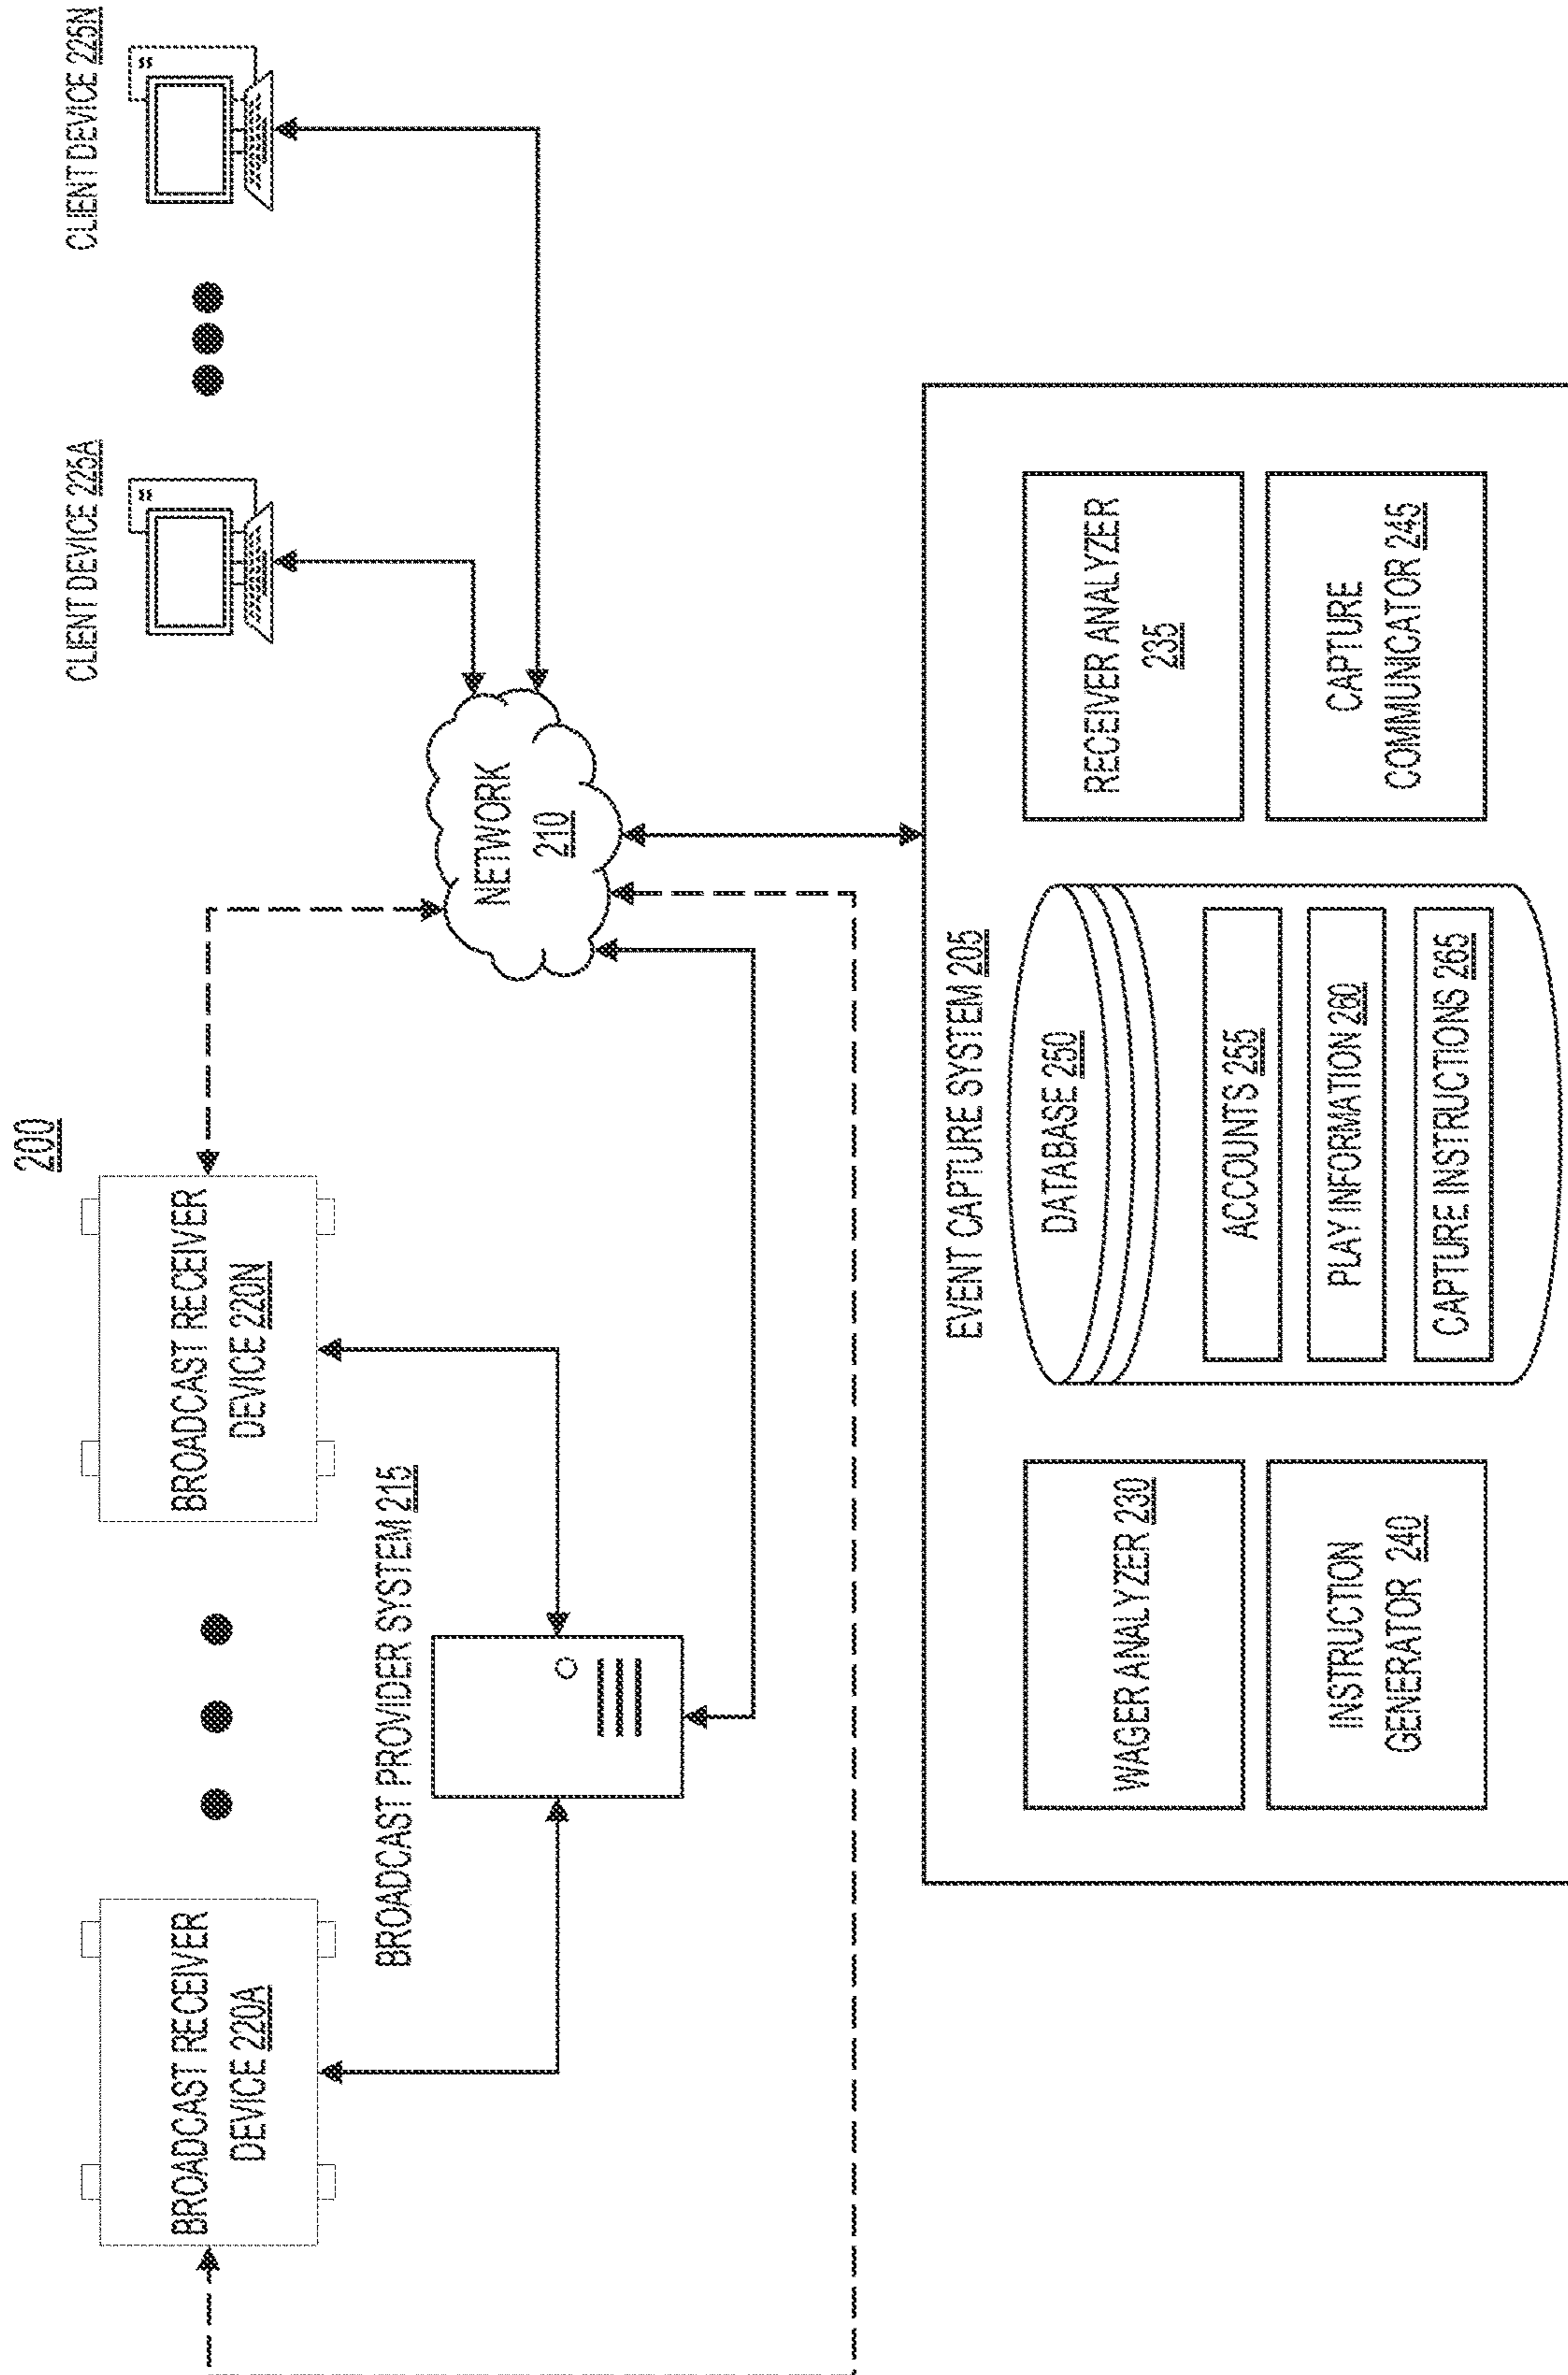 200
BROADCAST RECEIVER
DEVICE 220A
BROADCAST RECEIVER
DEVICE 220N
CLIENT DEVICE 225A
CLIENT DEVICE 225N
BROADCAST PROVIDER SYSTEM 215
NETWORK
210
EVENT CAPTURE SYSTEM 205
WAGER ANALYZER 230
INSTRUCTION
GENERATOR 240
DATABASE 250
ACCOUNTS 255
PLAY INFORMATION 260
CAPTURE INSTRUCTIONS 265
RECEIVER ANALYZER
235
CAPTURE
COMMUNICATOR 245